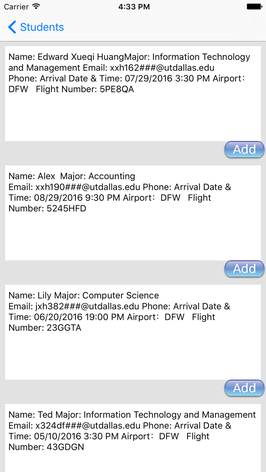 Carrier 4:33 PM
Students
Name: Edward Xueqi HuangMajor: Information Technology
and Management Email: xxh162###@utdallas.edu
Phone: Arrival Date & Time: 07/29/2016 3:30 PM Airport:
DFW Flight Number: 5PE8QA
Add
Name: Alex Major: Accounting
Email: xxh190###@utdallas.edu Phone: Arrival Date &
Time: 08/29/2016 9:30 PM Airport: DFW Flight
Number: 5245HFD
Add
Name: Lily Major: Computer Science
Email: jxh382###@utdallas.edu Phone: Arrival Date &
Time: 06/20/2016 19:00 PM Airport: DFW Flight
Number: 23GGTA
Add
Name: Ted Major: Information Technology and Management
Email: x324df###@utdallas.edu Phone: Arrival Date &
Time: 05/10/2016 3:30 PM Airport: DFW Flight
Number: 43GDGN